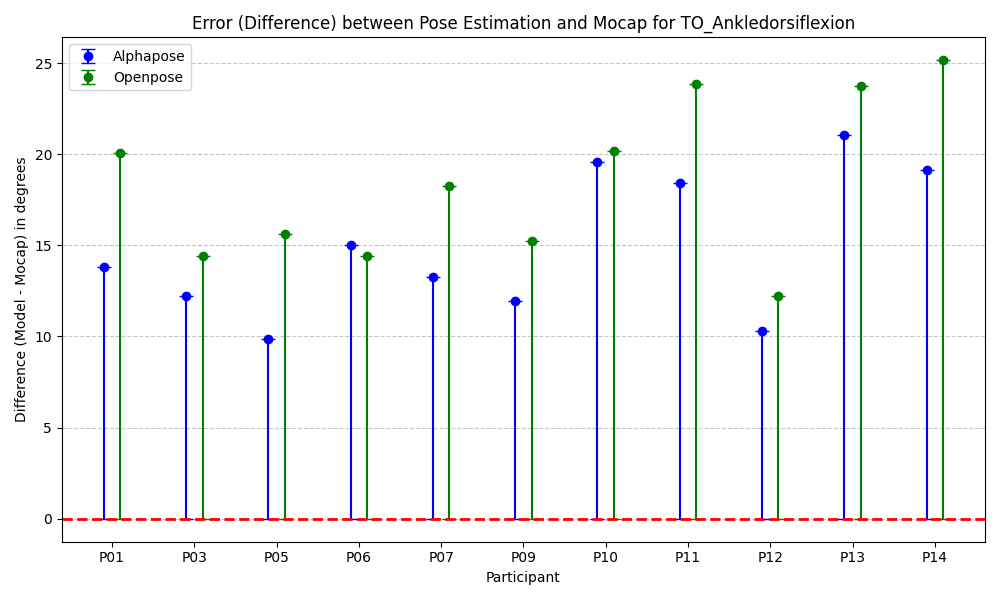 Error (Difference) between Pose Estimation and Mocap for TO_Ankledorsiflexion
Alphapose
Openpose
Difference (Model - Mocap) in degrees
25
20
15
10
5
0
P01 P03 P05 P06 P07 P09 P10 P11 P12 P13 P14
Participant